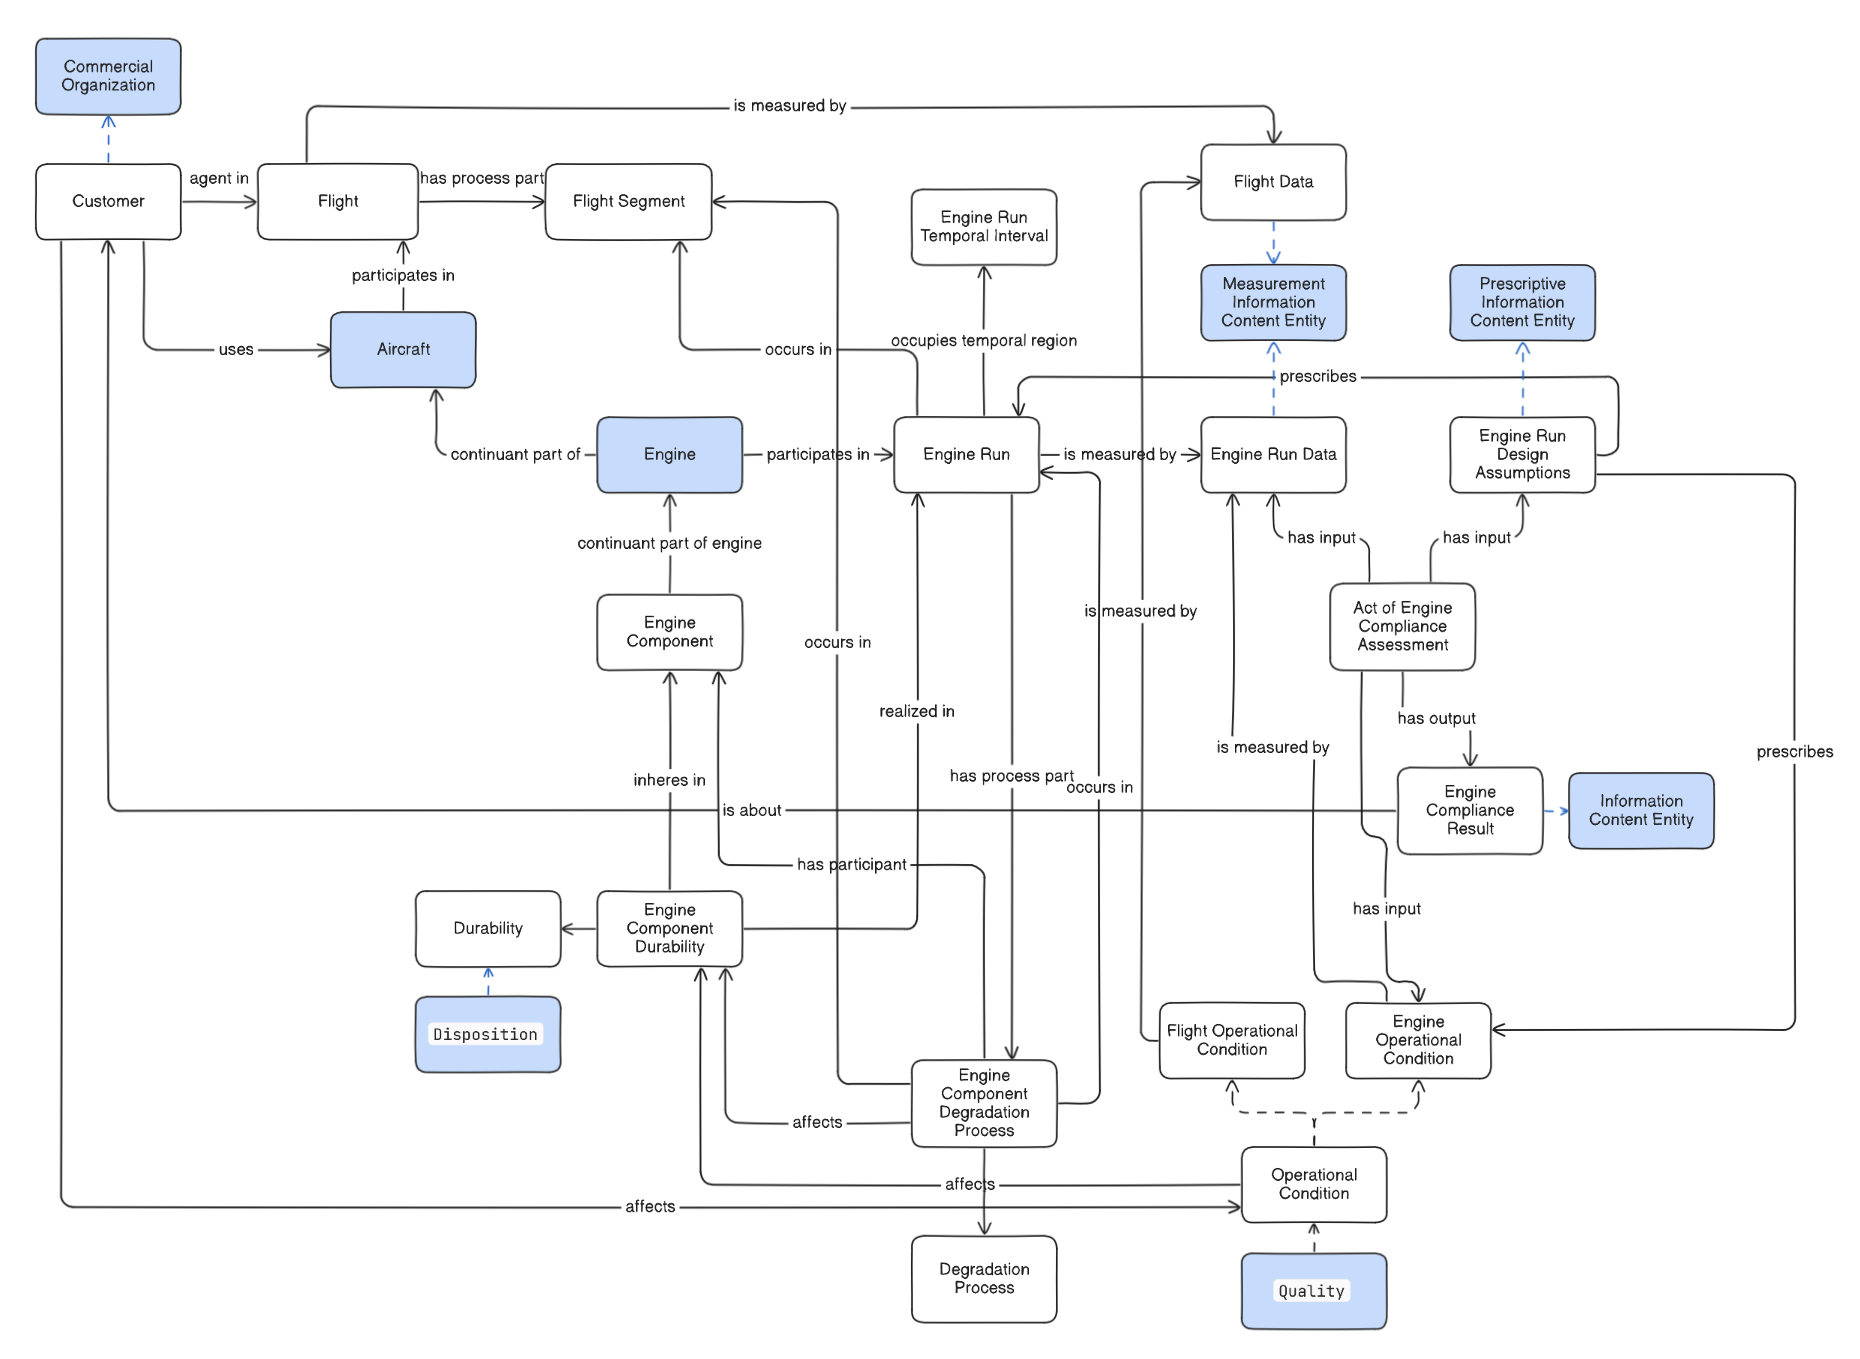 Commercial
Organization
is measured by
Customer
agent in
Flight
has process part
Flight Segment
Flight Data
Engine Run
Temporal Interval
participates in
Measurement
Information
Content Entity
Prescriptive
Information
Content Entity
uses
Aircraft
occurs in
occupies temporal region
prescribes
continuant part of
Engine
participates in
Engine Run
is measured by
Engine Run Data
Engine Run
Design
Assumptions
has input
has input
continuant part of engine
Engine
Component
occurs in
is measured by
Act of Engine
Compliance
Assessment
realized in
has output
is measured by
prescribes
inheres in
has process part
occurs in
is about
Engine
Compliance
Result
Information
Content Entity
has participant
Durability
Engine
Component
Durability
has input
Disposition
Flight Operational
Condition
Engine
Operational
Condition
Engine
Component
Degradation
Process
affects
affects
Operational
Condition
affects
Degradation
Process
Quality